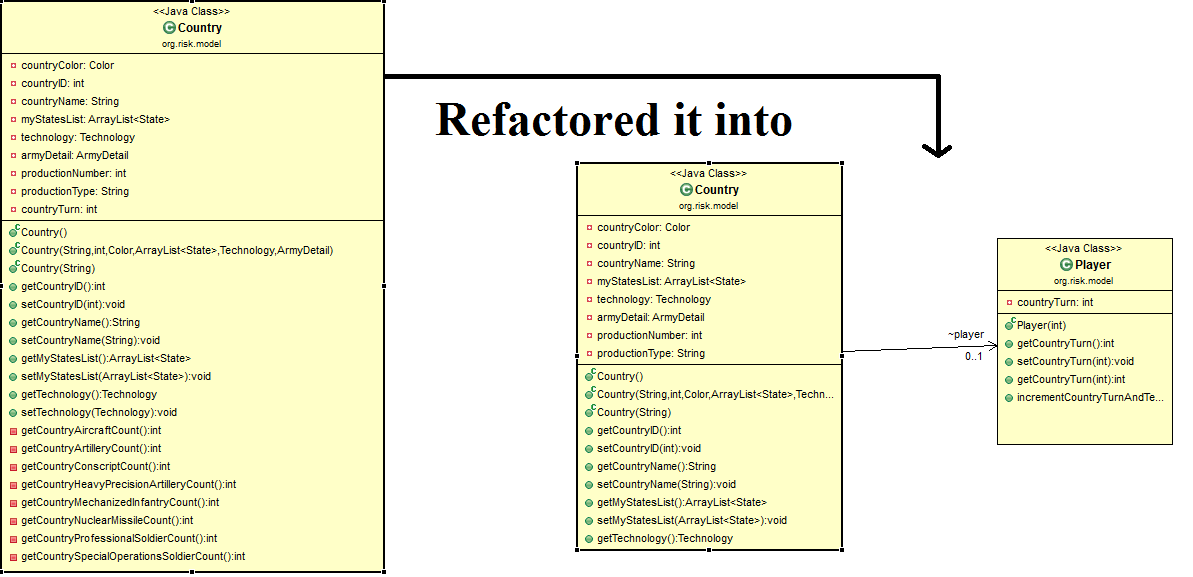 <<Java Class>>
Country
org.risk.model
countryColor: Color
countryID: int
countryName: String
myStatesList: ArrayList<State>
technology: Technology
armyDetail: ArmyDetail
productionNumber: int
productionType: String
countryTurn: int
Country()
Country(String,int,Color,ArrayList<State>,Technology,ArmyDetail)
Country(String)
getCountryID():int
setCountryID(int):void
getCountryName():String
setCountryName(String):void
getMyStatesList():ArrayList<State>
setMyStatesList(ArrayList<State>):void
getTechnology():Technology
setTechnology(Technology):void
getCountryAircraftCount():int
getCountryArtilleryCount():int
getCountryConscriptCount():int
getCountryHeavyPrecisionArtilleryCount():int
getCountryMechanizedInfantryCount():int
getCountryNuclearMissileCount():int
getCountryProfessionalSoldierCount():int
getCountrySpecialOperationsSoldierCount():int
Refactored it into
<<Java Class>>
Country
org.risk.model
countryColor: Color
countryID: int
countryName: String
myStatesList: ArrayList<State>
technology: Technology
armyDetail: ArmyDetail
productionNumber: int
productionType: String
Country()
Country(String,int,Color,ArrayList<State>,Techn...
Country(String)
getCountryID():int
setCountryID(int):void
getCountryName():String
setCountryName(String):void
getMyStatesList():ArrayList<State>
setMyStatesList(ArrayList<State>):void
getTechnology():Technology
~player
0..1
<<Java Class>>
Player
org.risk.model
countryTurn: int
Player(int)
getCountryTurn():int
setCountryTurn(int):void
getCountryTurn(int):int
incrementCountryTurnAndTe...